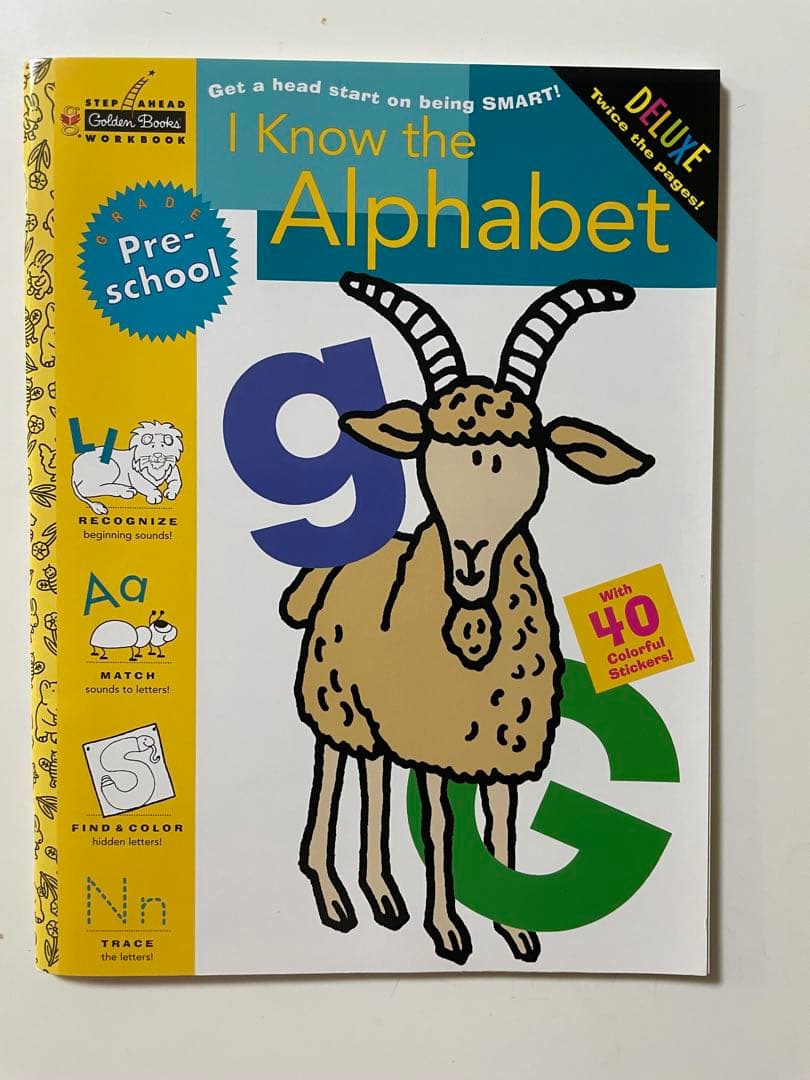 STEP AHEAD
Golden Books
WORKBOOK
Get a head start on being SMART!
I Know the
Alphabet
DELUXE
Twice the pages!
GRADE
Pre-
school
g
Ll
RECOGNIZE
beginning sounds!
Aa
MATCH
sounds to letters!
S
FIND & COLOR
hidden letters!
Nn
TRACE
the letters!
With
40
Colorful
Stickers!
G